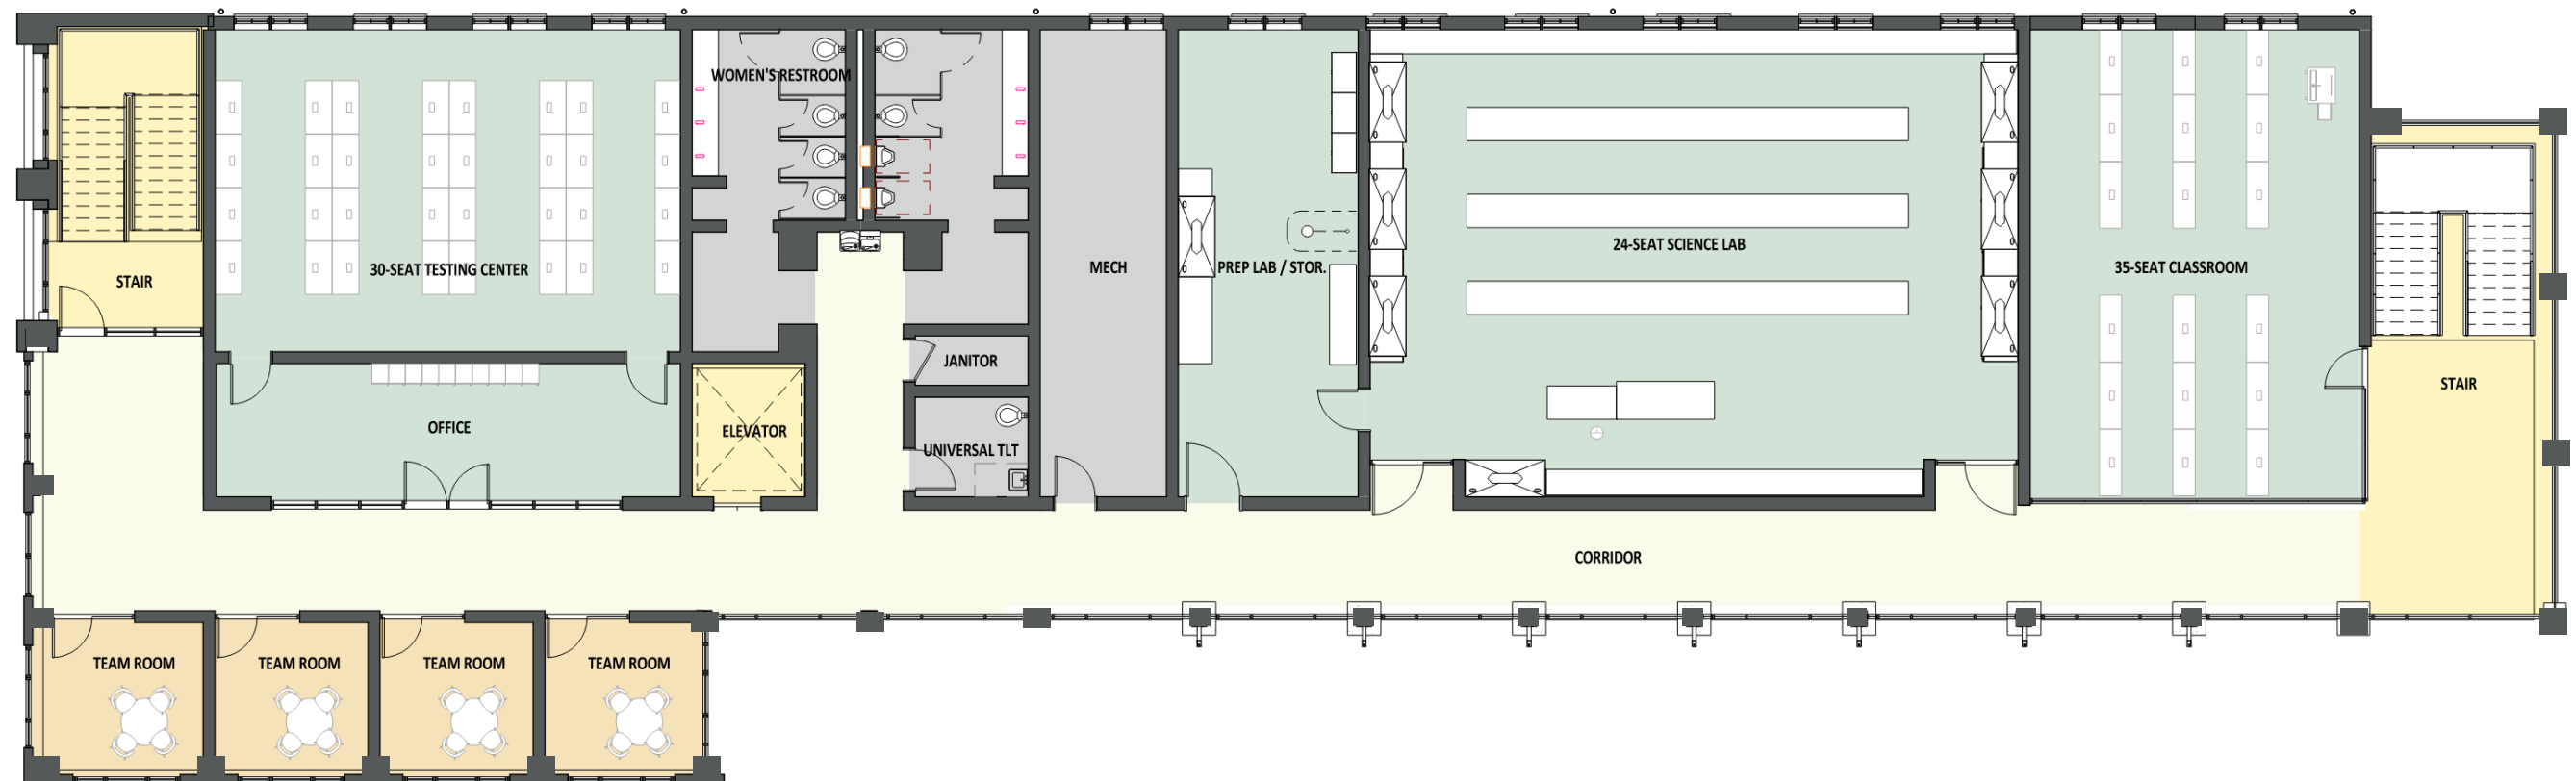 WOMEN'S RESTROOM
30-SEAT TESTING CENTER
STAIR
MECH
PREP LAB / STOR.
24-SEAT SCIENCE LAB
35-SEAT CLASSROOM
JANITOR
STAIR
OFFICE
ELEVATOR
UNIVERSAL TLT
CORRIDOR
TEAM ROOM
TEAM ROOM
TEAM ROOM
TEAM ROOM